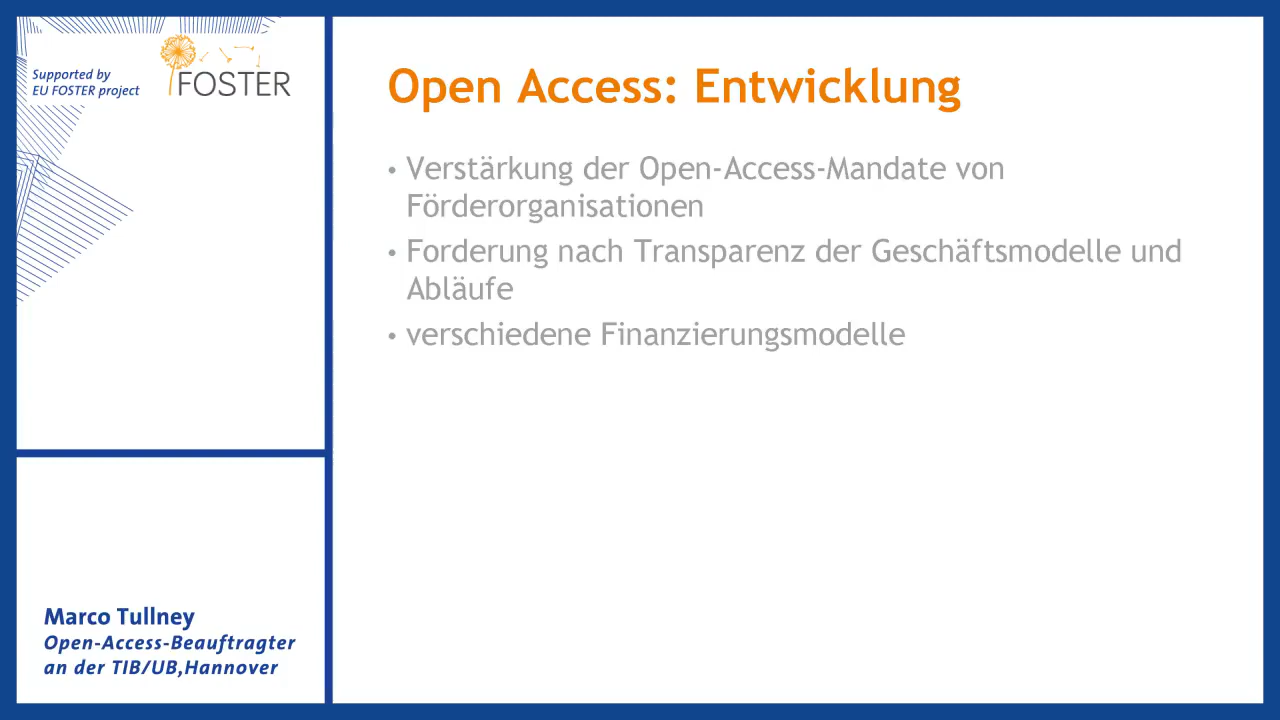 Supported by
EU FOSTER project
FOSTER
Open Access: Entwicklung
• Verstärkung der Open-Access-Mandate von
Förderorganisationen
• Forderung nach Transparenz der Geschäftsmodelle und
Abläufe
• verschiedene Finanzierungsmodelle
Marco Tullney
Open-Access-Beauftragter
an der TIB/UB,Hannover